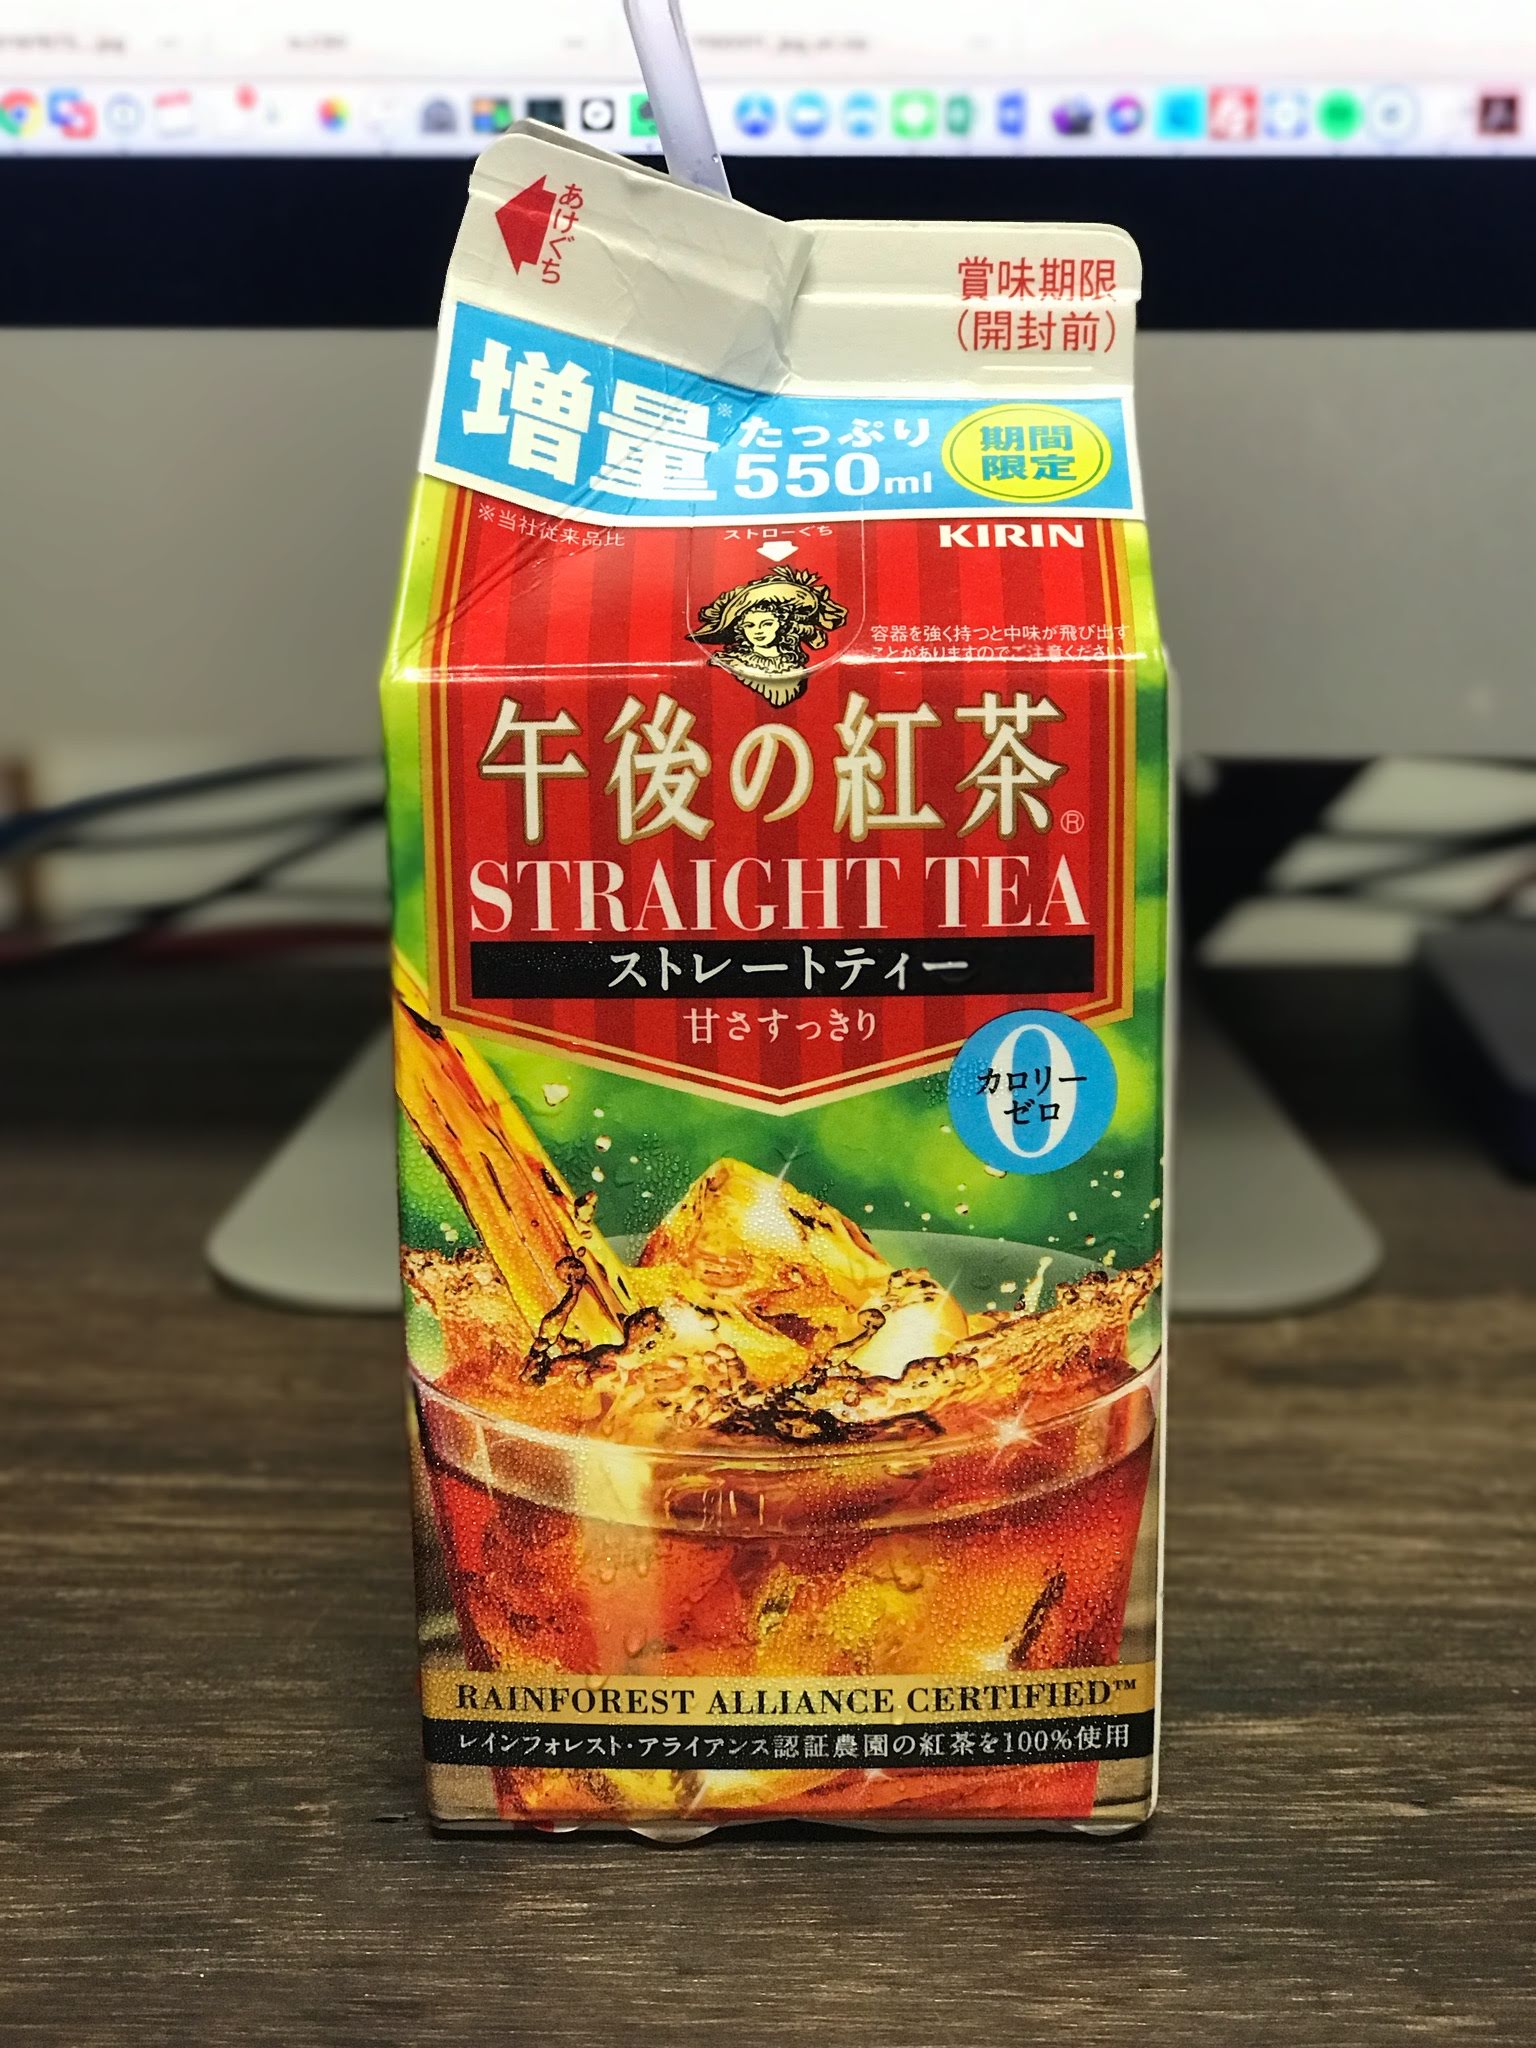 あけぐち
賞味期限
(開封前)
増量※たっぷり
550ml
期間
限定
※当社従来品比
ストローぐち
KIRIN
容器を強く持つと中味が飛び出す
ことがありますのでご注意ください。
午後の紅茶®
STRAIGHT TEA
ストレートティー
甘さすっきり
0
カロリー
ゼロ
RAINFOREST ALLIANCE CERTIFIED™
レインフォレスト・アライアンス認証農園の紅茶を100%使用